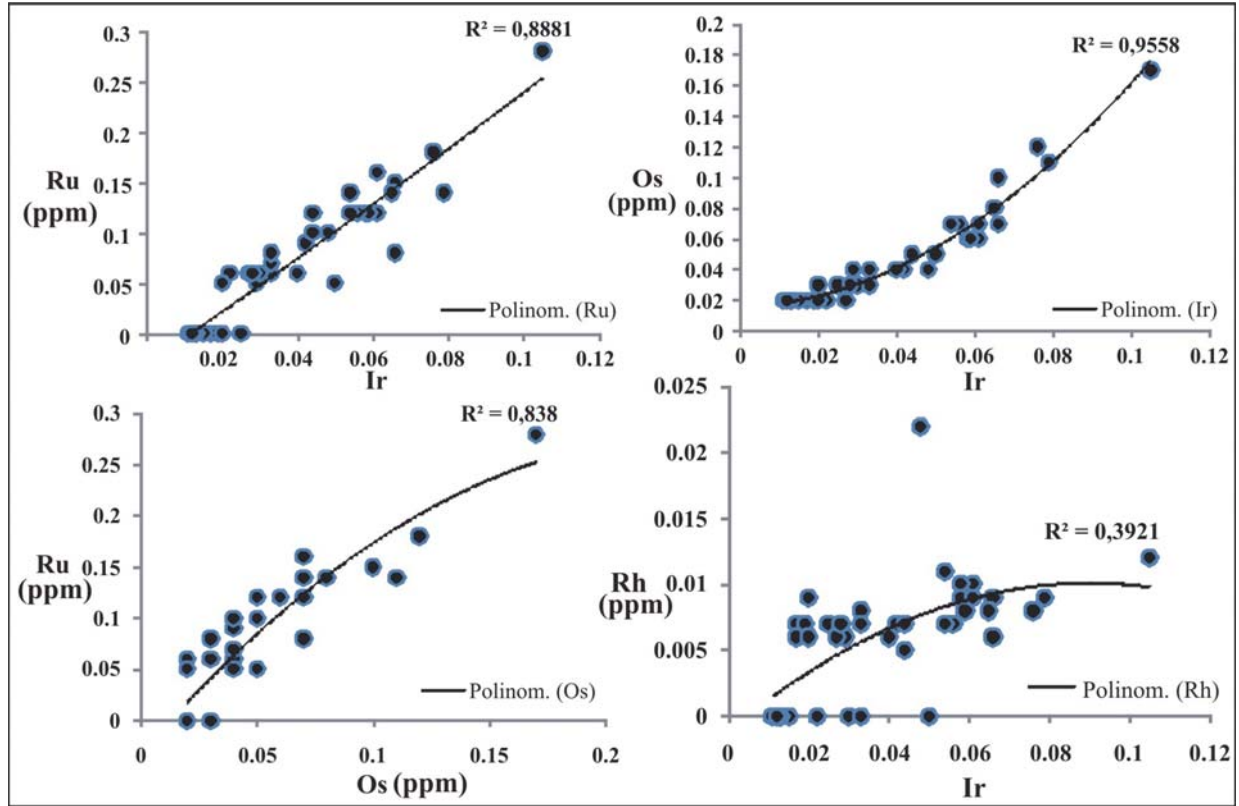 R² = 0,8881
0.3
0.25
0.2
Ru
(ppm)
0.15
0.1
0.05
0
Polinom. (Ru)
0.02
0.04
0.06
0.08
0.1
0.12
Ir
0.2
0.18
R² = 0,9558
0.16
0.14
0.12
Os
(ppm)
0.1
0.08
0.06
0.04
0.02
0
Polinom. (Ir)
0
0.02
0.04
0.06
0.08
0.1
0.12
Ir
R² = 0,838
0.3
0.25
0.2
Ru
(ppm)
0.15
0.1
0.05
0
Polinom. (Os)
0
0.05
0.1
0.15
0.2
Os (ppm)
0.025
0.02
0.015
R² = 0,3921
Rh
(ppm)
0.01
0.005
0
Polinom. (Rh)
0
0.02
0.04
0.06
0.08
0.1
0.12
Ir